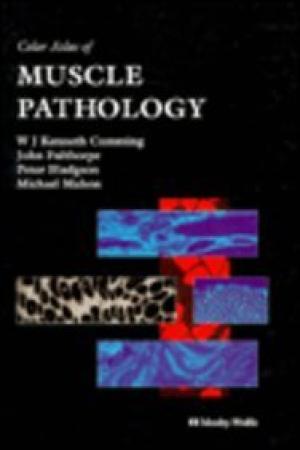 Color Atlas of
MUSCLE
PATHOLOGY
W J Kenneth Cumming
John Fulthorpe
Peter Hudgson
Michael Mahon
Mosby-Wolfe